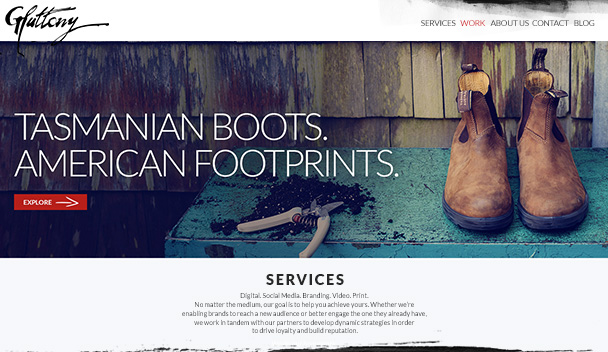 Gluttony
SERVICES WORK ABOUT US CONTACT BLOG
TASMANIAN BOOTS.
AMERICAN FOOTPRINTS.
EXPLORE
SERVICES
Digital. Social Media. Branding. Video. Print.
No matter the medium, our goal is to help you achieve yours. Whether we're
enabling brands to reach a new audience or better engage the one they already have,
we work in tandem with our partners to develop dynamic strategies in order
to drive loyalty and build reputation.